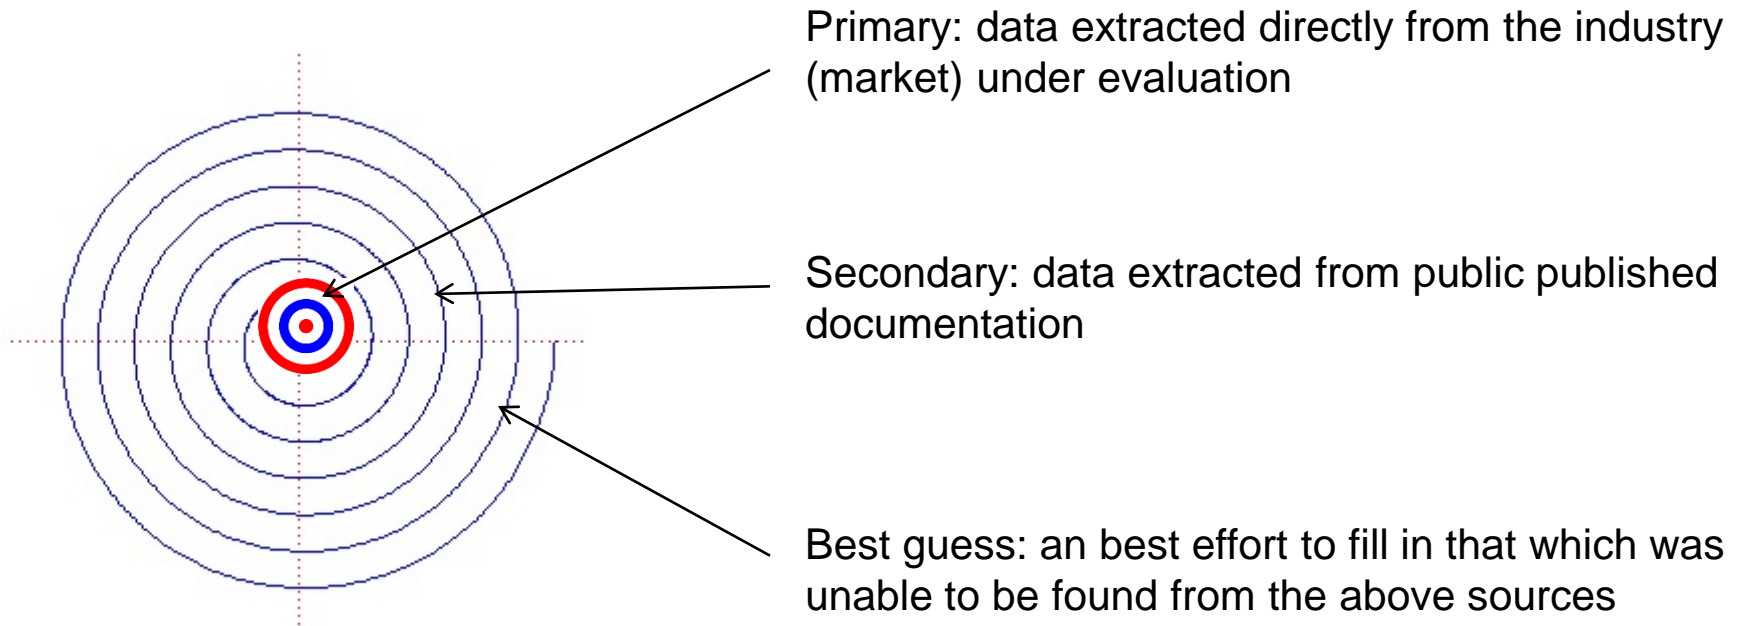 Primary: data extracted directly from the industry
(market) under evaluation
Secondary: data extracted from public published
documentation
Best guess: an best effort to fill in that which was
unable to be found from the above sources